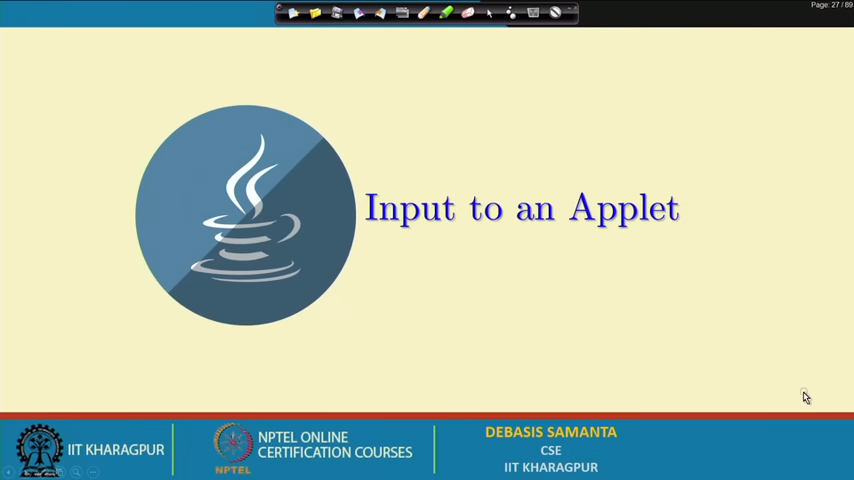 Page: 27 / 89
Input to an Applet
IIT KHARAGPUR
NPTEL
NPTEL ONLINE
CERTIFICATION COURSES
DEBASIS SAMANTA
CSE
IIT KHARAGPUR